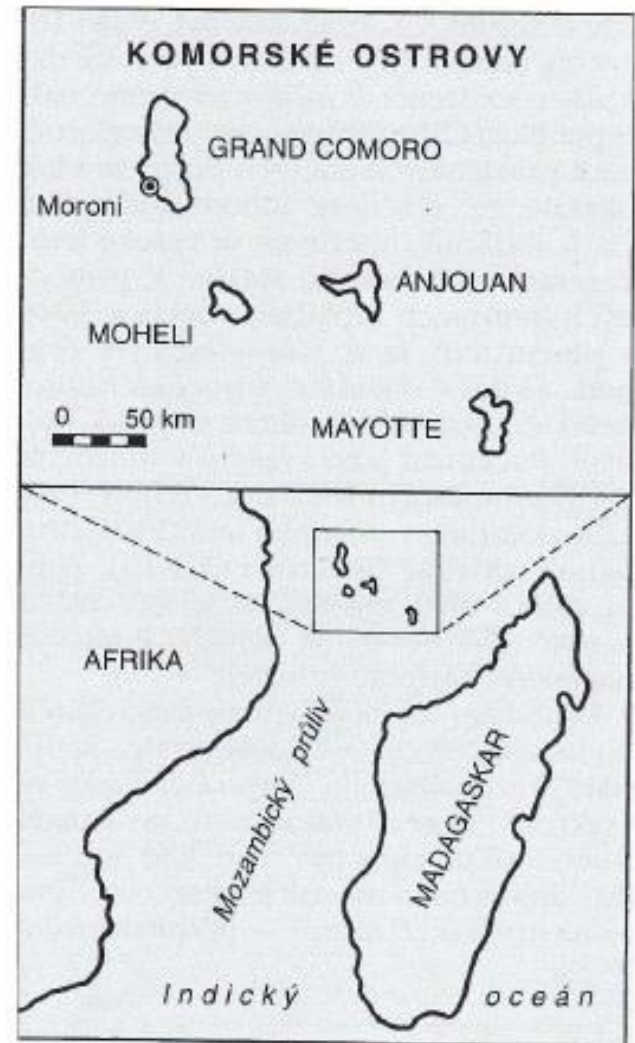 KOMORSKÉ OSTROVY
GRAND COMORO
Moroni
ANJOUAN
MOHELI
0 50 km
MAYOTTE
AFRIKA
Mozambický průliv
MADAGASKAR
Indický oceán